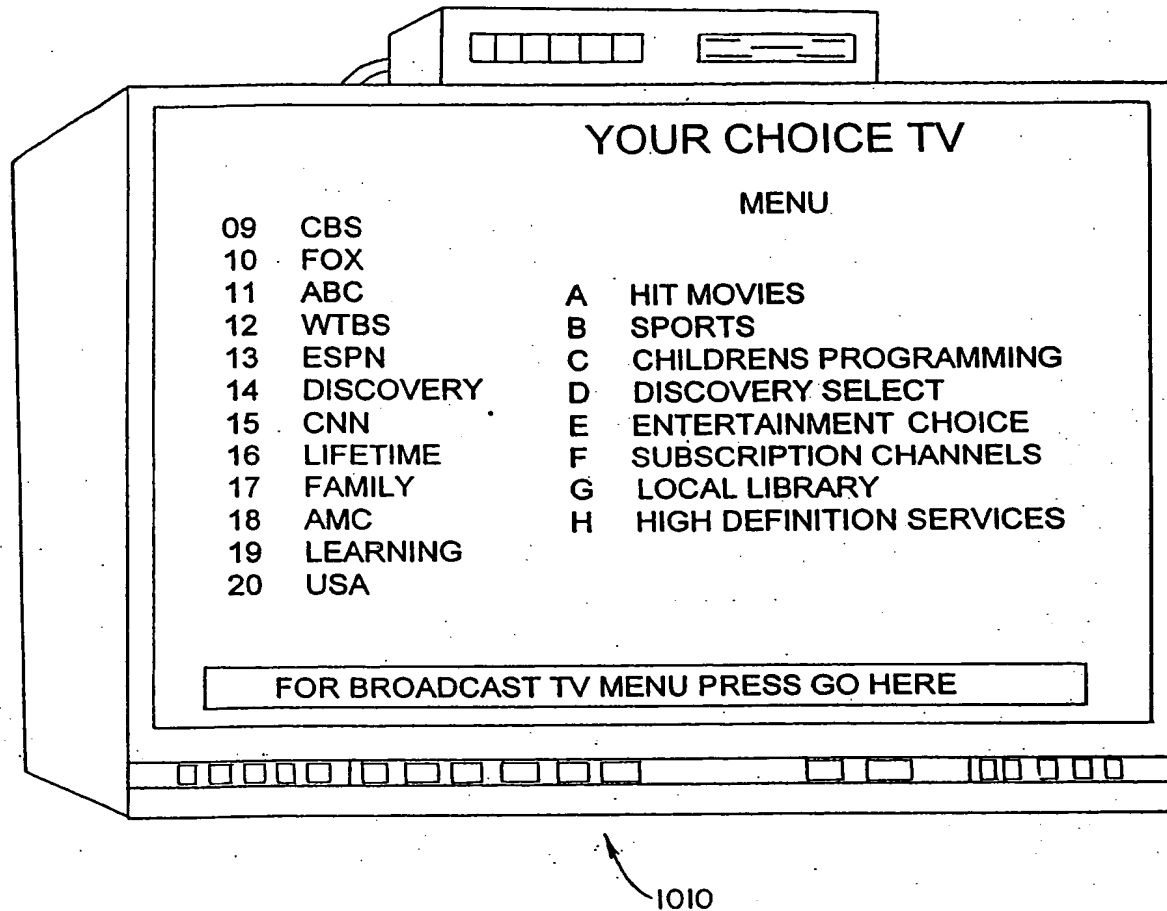 YOUR CHOICE TV
MENU
09 CBS
10 FOX
11 ABC
12 WTBS
13 ESPN
14 DISCOVERY
15 CNN
16 LIFETIME
17 FAMILY
18 AMC
19 LEARNING
20 USA
A HIT MOVIES
B SPORTS
C CHILDRENS PROGRAMMING
D DISCOVERY SELECT
E ENTERTAINMENT CHOICE
F SUBSCRIPTION CHANNELS
G LOCAL LIBRARY
H HIGH DEFINITION SERVICES
FOR BROADCAST TV MENU PRESS GO HERE
1010